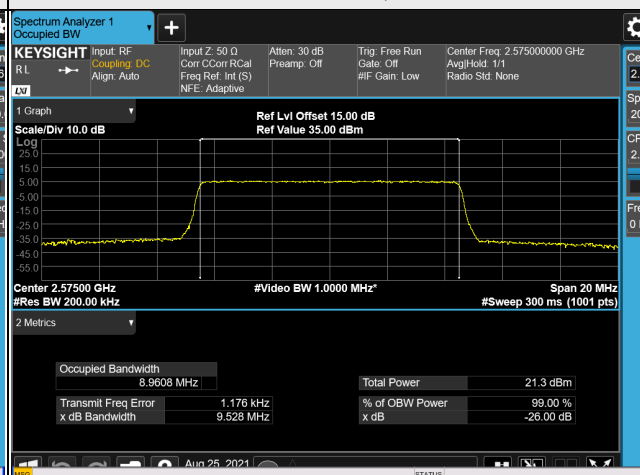 Spectrum Analyzer 1
Occupied BW
KEYSIGHT
RL
LXI
Input: RF
Coupling: DC
Align: Auto
Input Z: 50 Ω
Corr CCorr RCal
Freq Ref: Int (S)
NFE: Adaptive
Atten: 30 dB
Preamp: Off
Trig: Free Run
Gate: Off
#IF Gain: Low
Center Freq: 2.575000000 GHz
Avg|Hold: 1/1
Radio Std: None
1 Graph
Scale/Div 10.0 dB
Ref Lvl Offset 15.00 dB
Ref Value 35.00 dBm
Log
25.0
15.0
5.00
-5.00
-15.0
-25.0
-35.0
-45.0
-55.0
Center 2.57500 GHz
#Video BW 1.0000 MHz*
Span 20 MHz
#Res BW 200.00 kHz
#Sweep 300 ms (1001 pts)
2 Metrics
Occupied Bandwidth
8.9608 MHz
Total Power 21.3 dBm
Transmit Freq Error 1.176 kHz
% of OBW Power 99.00 %
x dB Bandwidth 9.528 MHz
x dB -26.00 dB
Aug 25, 2021
MSG
STATUS